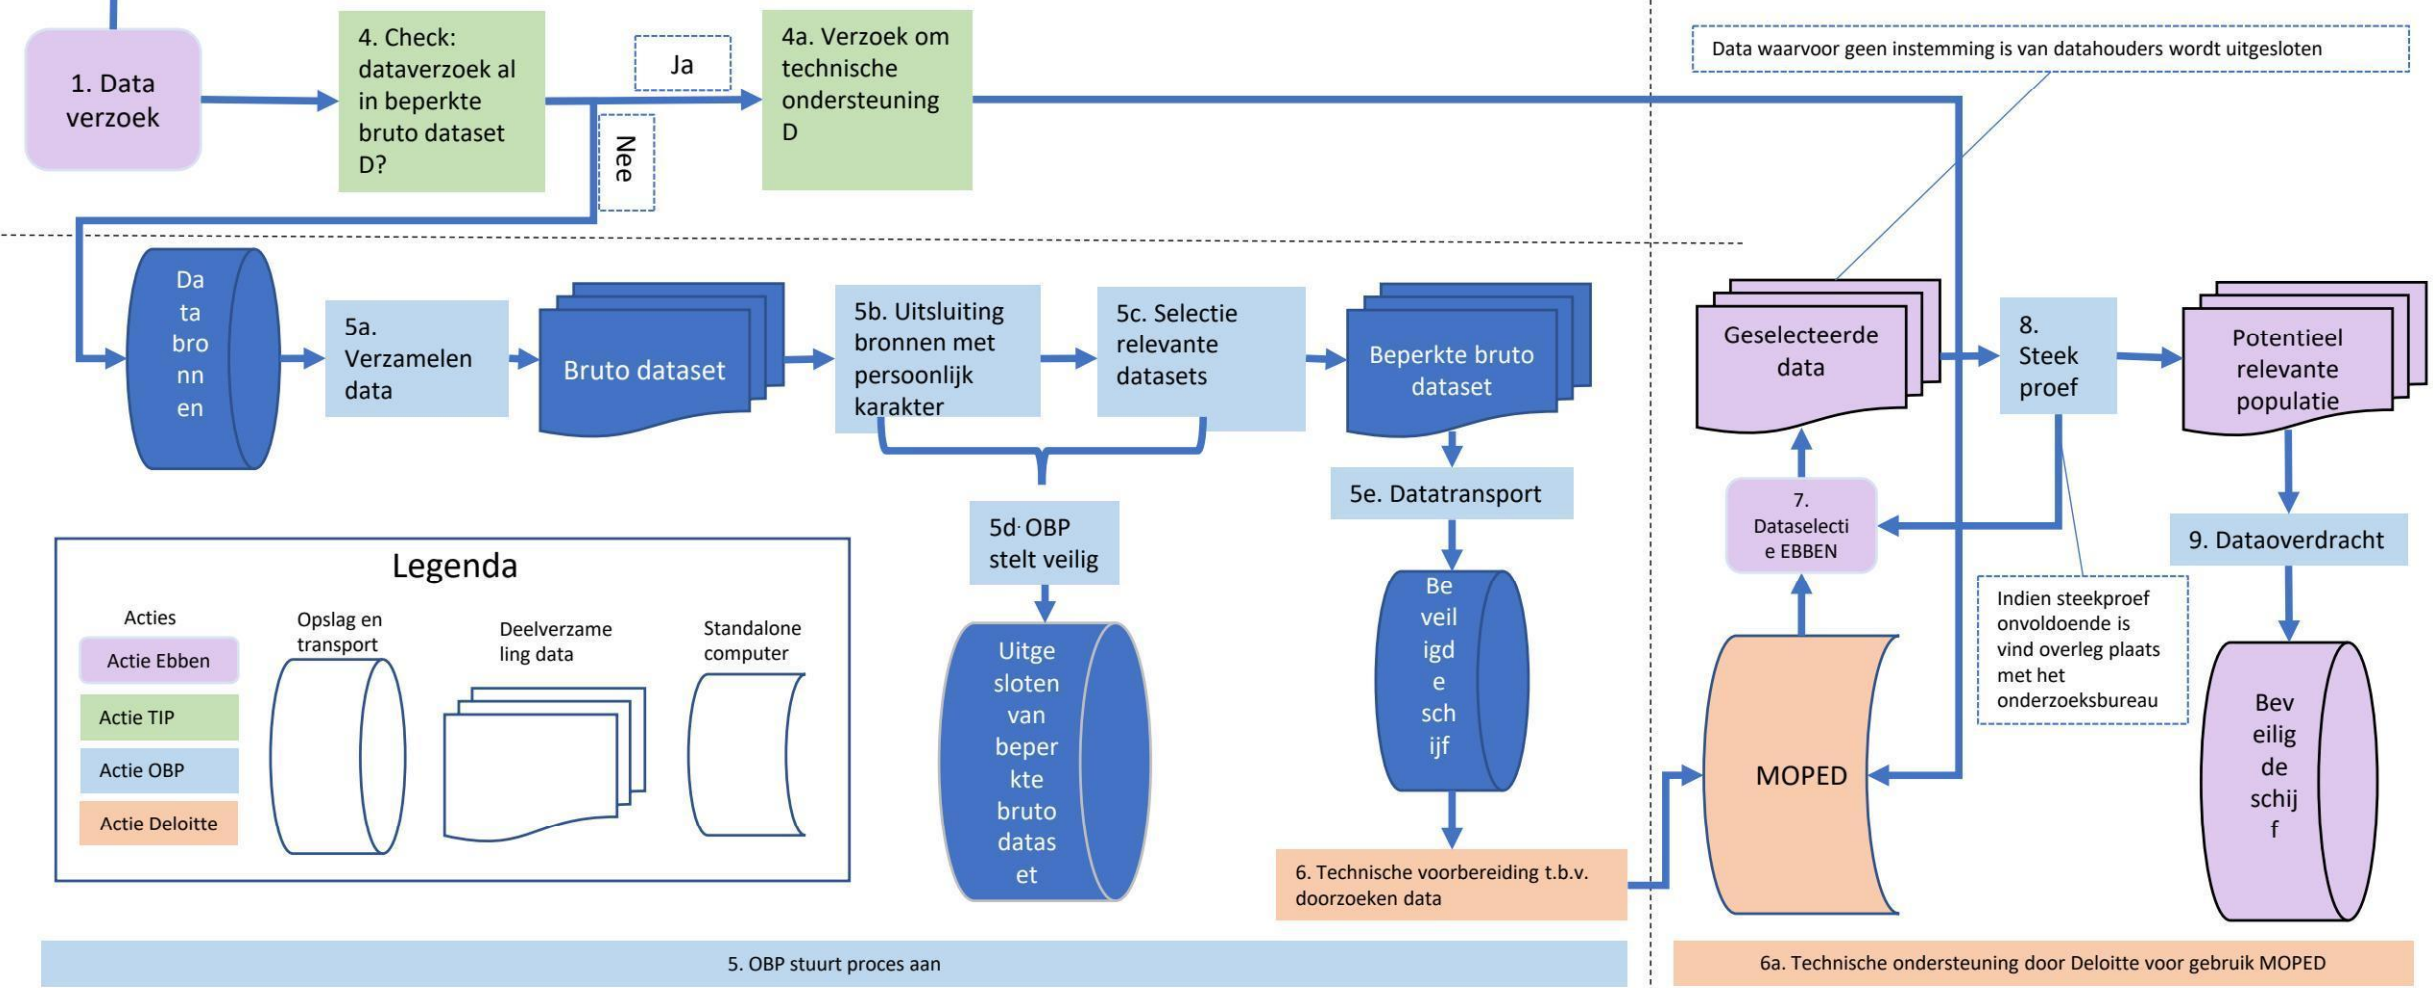 1. Data
verzoek
4. Check:
dataverzoek al
in beperkte
bruto dataset
D?
Ja
Nee
4a. Verzoek om
technische
ondersteuning
D
Data waarvoor geen instemming is van datahouders wordt uitgesloten
Da
ta
bro
nn
en
5a.
Verzamelen
data
Bruto dataset
5b. Uitsluiting
bronnen met
persoonlijk
karakter
5c. Selectie
relevante
datasets
Beperkte bruto
dataset
5d. OBP
stelt veilig
Uitge
sloten
van
beper
kte
bruto
datas
et
5e. Datatransport
Be
veil
igd
e
sch
ijf
6. Technische voorbereiding t.b.v.
doorzoeken data
Geselecteerde
data
8.
Steek
proef
Potentieel
relevante
populatie
7.
Dataselecti
e EBBEN
9. Dataoverdracht
Indien steekproef
onvoldoende is
vind overleg plaats
met het
onderzoeksbureau
MOPED
Bev
eilig
de
schij
f
Legenda
Acties
Actie Ebben
Actie TIP
Actie OBP
Actie Deloitte
Opslag en
transport
Deelverzame
ling data
Standalone
computer
5. OBP stuurt proces aan
6a. Technische ondersteuning door Deloitte voor gebruik MOPED